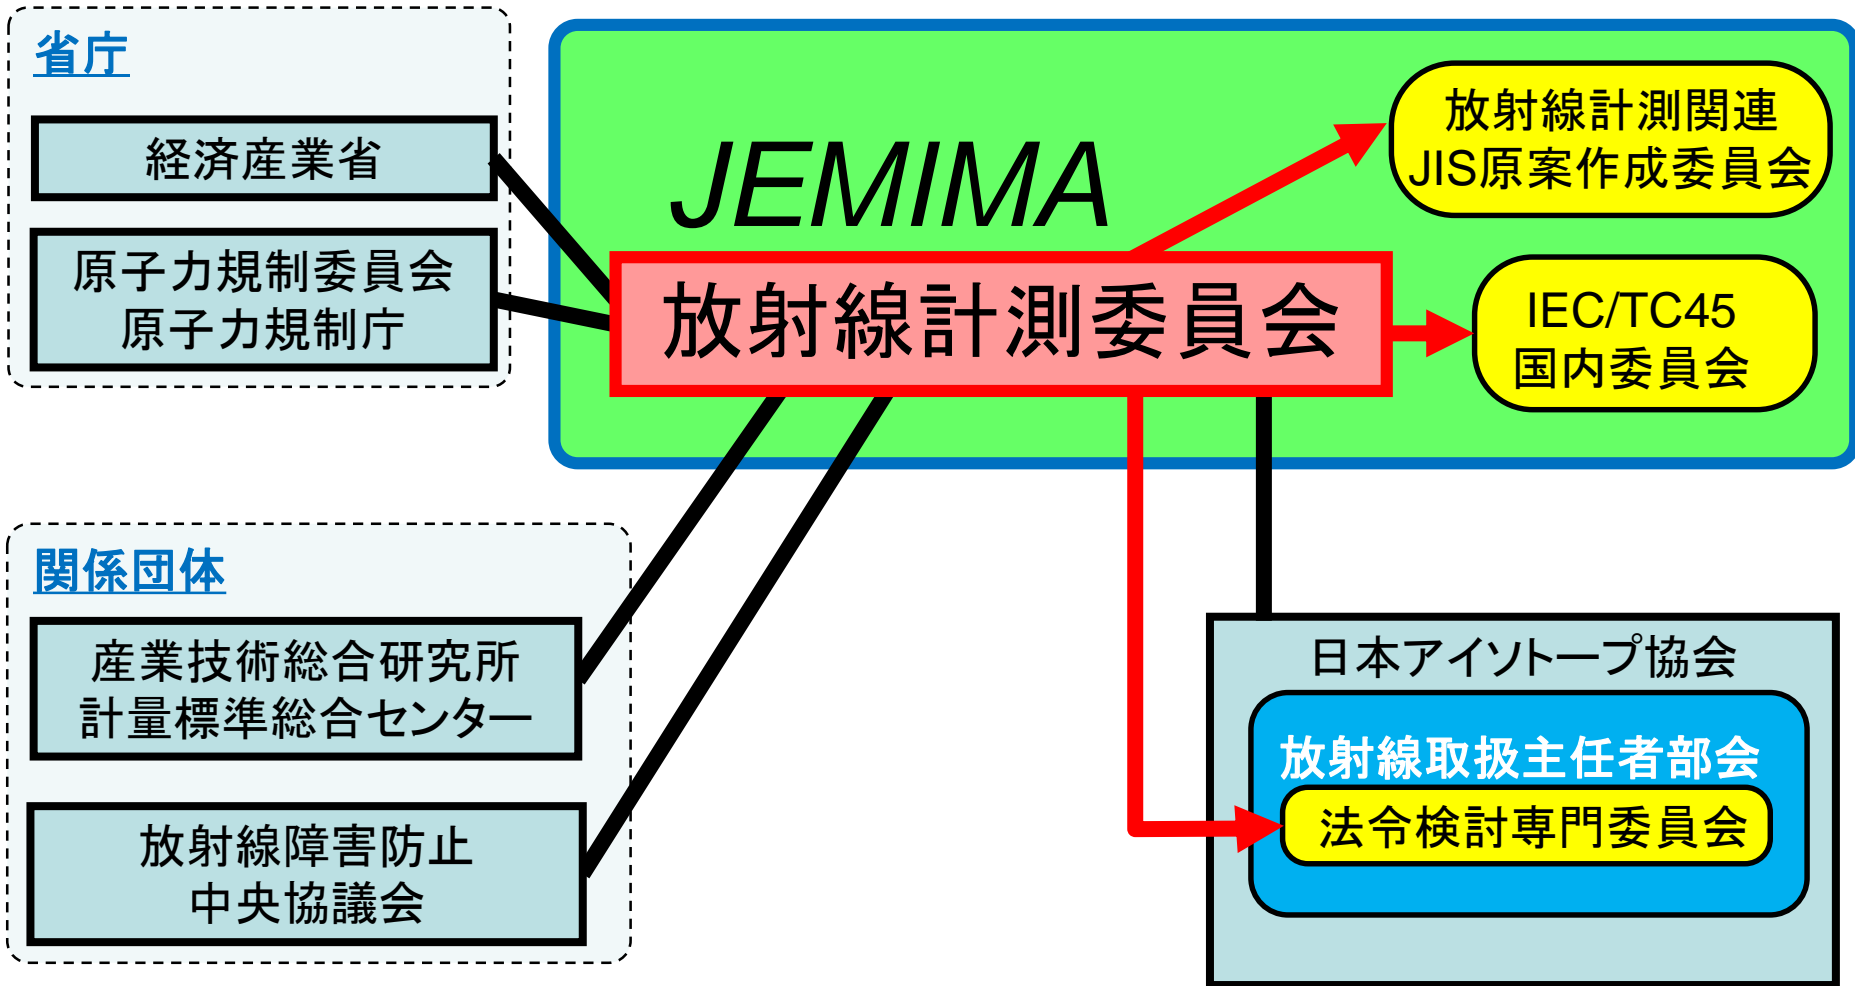 省庁
経済産業省
原子力規制委員会
原子力規制庁
JEMIMA
放射線計測委員会
放射線計測関連
JIS原案作成委員会
IEC/TC45
国内委員会
関係団体
産業技術総合研究所
計量標準総合センター
放射線障害防止
中央協議会
日本アイソトープ協会
放射線取扱主任者部会
法令検討専門委員会